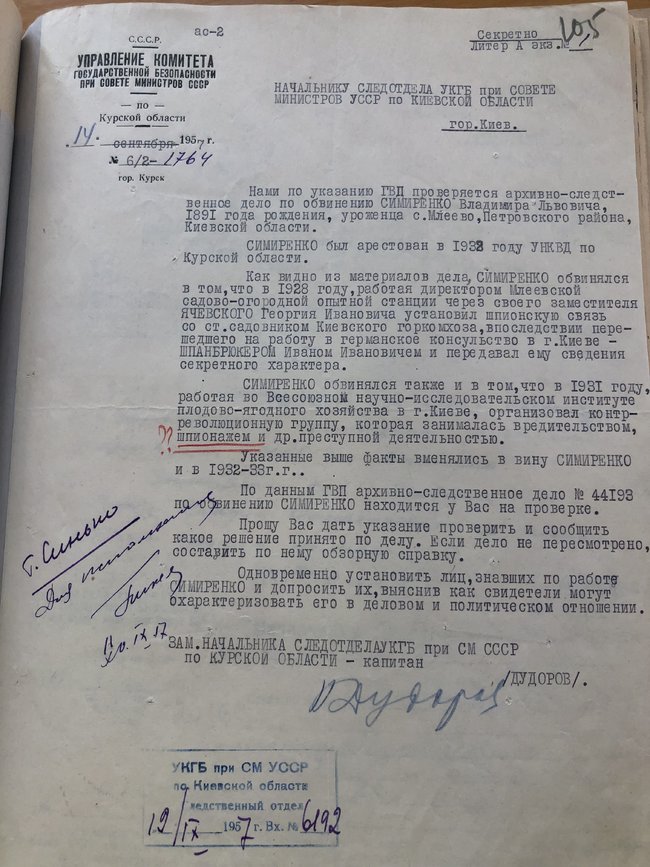 ас-2
Секретно
Литер А экз.№
105
С.С.С.Р.
УПРАВЛЕНИЕ КОМИТЕТА
ГОСУДАРСТВЕННОЙ БЕЗОПАСНОСТИ
ПРИ СОВЕТЕ МИНИСТРОВ СССР
— по —
Курской области
14 сентября 1957 г.
№ 6/2-1764
гор. Курск
НАЧАЛЬНИКУ СЛЕДОТДЕЛА УКГБ при СОВЕТЕ
МИНИСТРОВ УССР по КИЕВСКОЙ ОБЛАСТИ
гор.Киев.
Нами по указанию ГВП проверяется архивно-следст-
венное дело по обвинению СИМИРЕНКО Владимира Львовича,
1891 года рождения, уроженца с.Млеево,Петровского района,
Киевской области.
СИМИРЕНКО был арестован в 1938 году УНКВД по
Курской области.
Как видно из материалов дела, СИМИРЕНКО обвинялся
в том,что в 1928 году,работая директором Млеевской
садово-огородной опытной станции через своего заместителя
ЯЧЕВСКОГО Георгия Ивановича установил шпионскую связь
со ст.садовником Киевского горкомхоза,впоследствии пере-
шедшего на работу в германское консульство в г.Киеве -
ШПАНБРЮКЕРОМ Иваном Ивановичем и передавал ему сведения
секретного характера.
СИМИРЕНКО обвинялся также и в том,что в 1931 году,
работая во Всесоюзном научно-исследовательском институте
плодово-ягодного хозяйства в г.Киеве, организовал контр-
революционную группу, которая занималась вредительством,
?? шпионажем и др.преступной деятельностью.
Указанные выше факты вменялись в вину СИМИРЕНКО
и в 1932-33г.г..
По данным ГВП архивно-следственное дело № 44193
по обвинению СИМИРЕНКО находится у Вас на проверке.
Прошу Вас дать указание проверить и сообщить
какое решение принято по делу. Если дело не пересмотрено,
составить по нему обзорную справку.
Одновременно установить лиц,знавших по работе
СИМИРЕНКО и допросить их,выяснив как свидетели могут
охарактеризовать его в деловом и политическом отношении.
т. Синько
Для исполнения
ЗАМ.НАЧАЛЬНИКА СЛЕДОТДЕЛАУКГБ при СМ СССР
по КУРСКОЙ ОБЛАСТИ - капитан
/ДУДОРОВ/.
Дудоров
УКГБ при СМ УССР
по Киевской области
Следственный отдел
12/IX 1957 г. Вх. № 6192